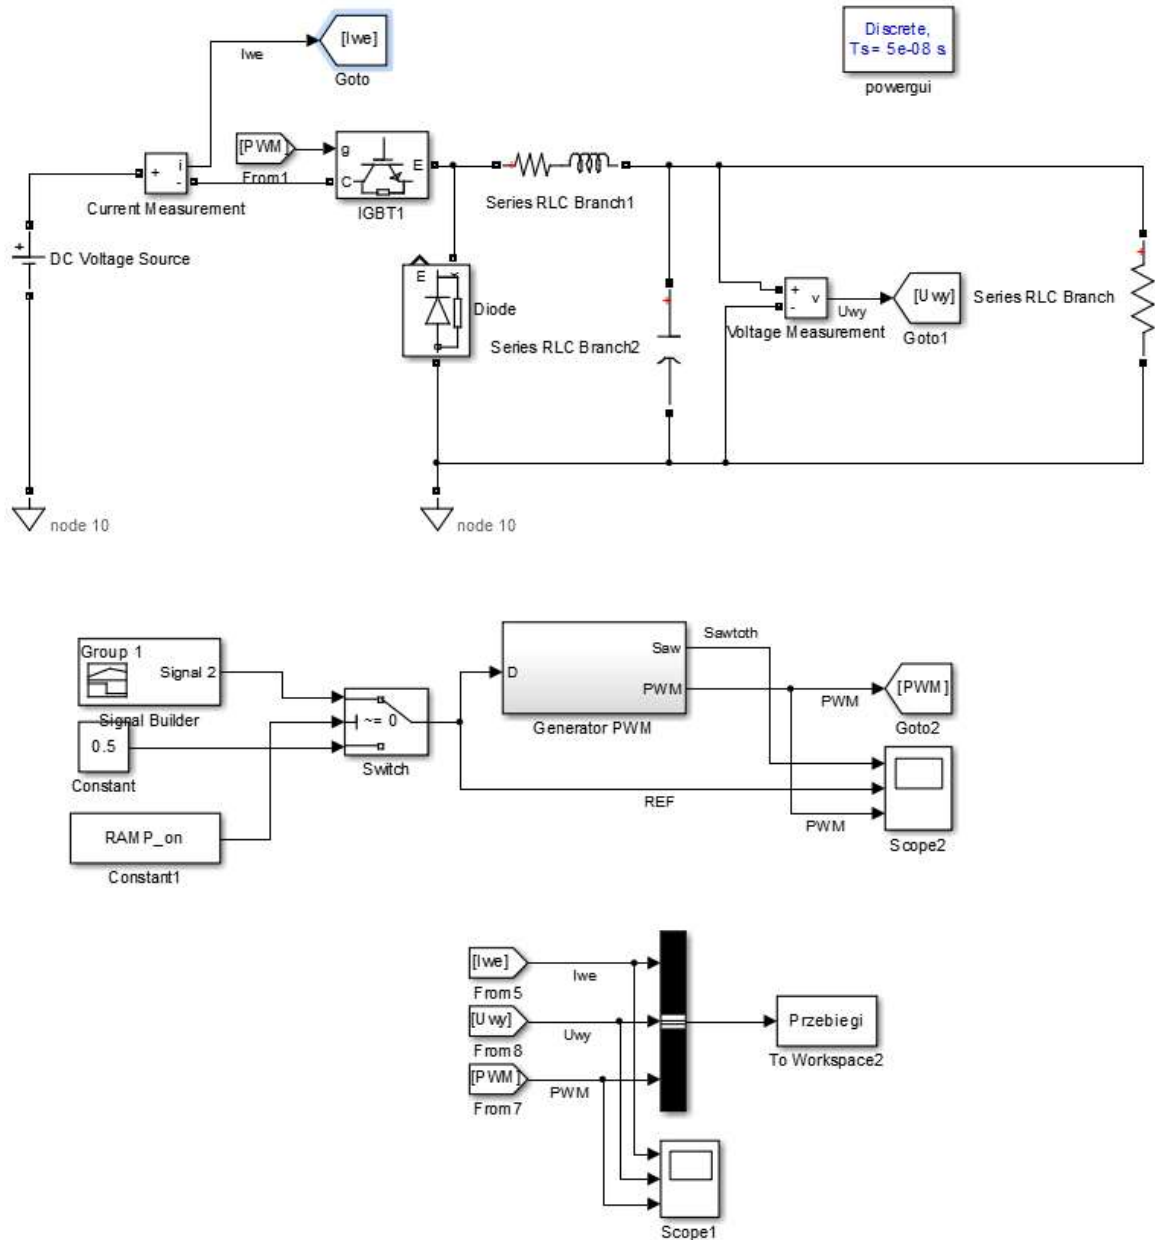 [Iwe]
Iwe
Goto
Discrete,
Ts= 5e-08 s.
powergui
[PWM]
From1
g
C
E
IGBT1
+
i
-
Current Measurement
+
DC Voltage Source
+
Series RLC Branch1
m
k
a
Diode
+
Series RLC Branch2
+
-
v
Voltage Measurement
Uwy
[Uwy]
Goto1
+
Series RLC Branch
node 10
node 10
Group 1
Signal 2
Signal Builder
0.5
Constant
RAMP_on
Constant1
~= 0
Switch
D
Saw
PWM
Generator PWM
Sawtoth
PWM
[PWM]
Goto2
REF
PWM
Scope2
[Iwe]
From5
Iwe
[Uwy]
From8
Uwy
[PWM]
From7
PWM
Przebiegi
To Workspace2
Scope1